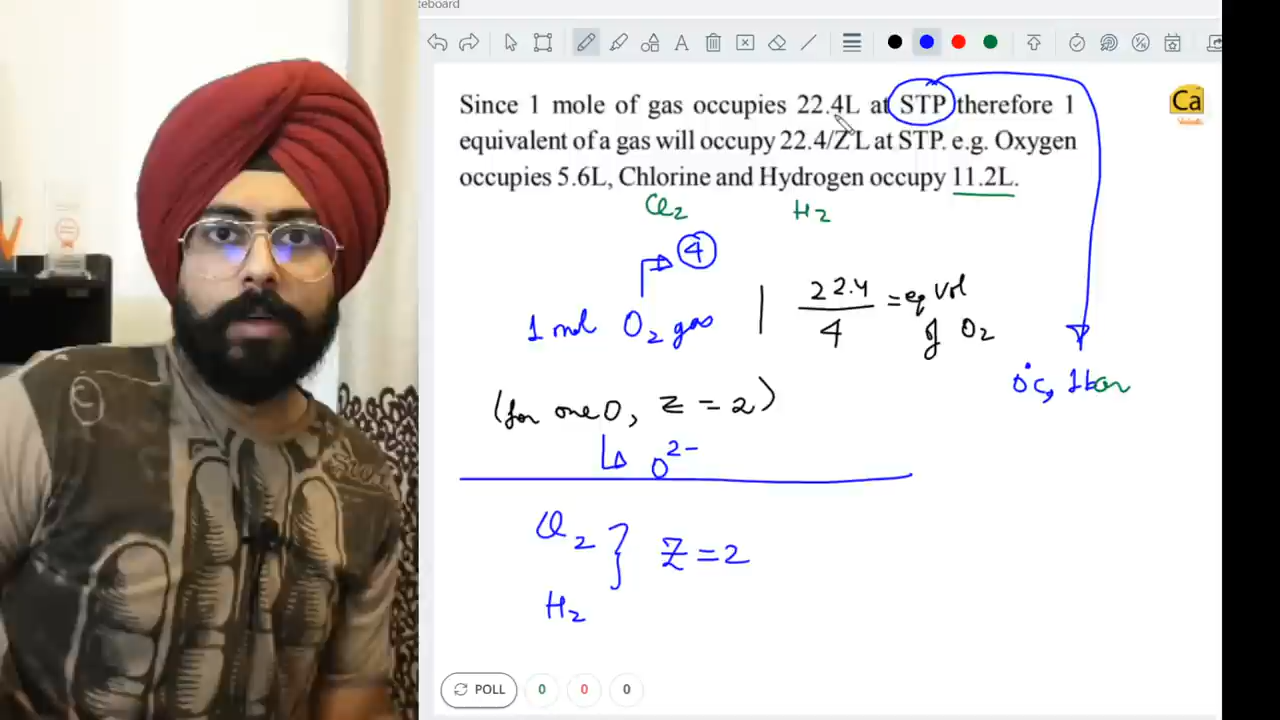 eboard
Since 1 mole of gas occupies 22.4L at STP therefore 1
equivalent of a gas will occupy 22.4/Z L at STP. e.g. Oxygen
occupies 5.6L, Chlorine and Hydrogen occupy 11.2L.
Ca
Cl2 H2
4
1 mol O2 gas | 22.4/4 = eq vol of O2
0°C, 1bar
(for one O, Z = 2)
O2-
Cl2 } Z = 2
H2
POLL 0 0 0